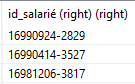 id_salarié (right) (right)
16990924-2829
16990414-3527
16981206-3817